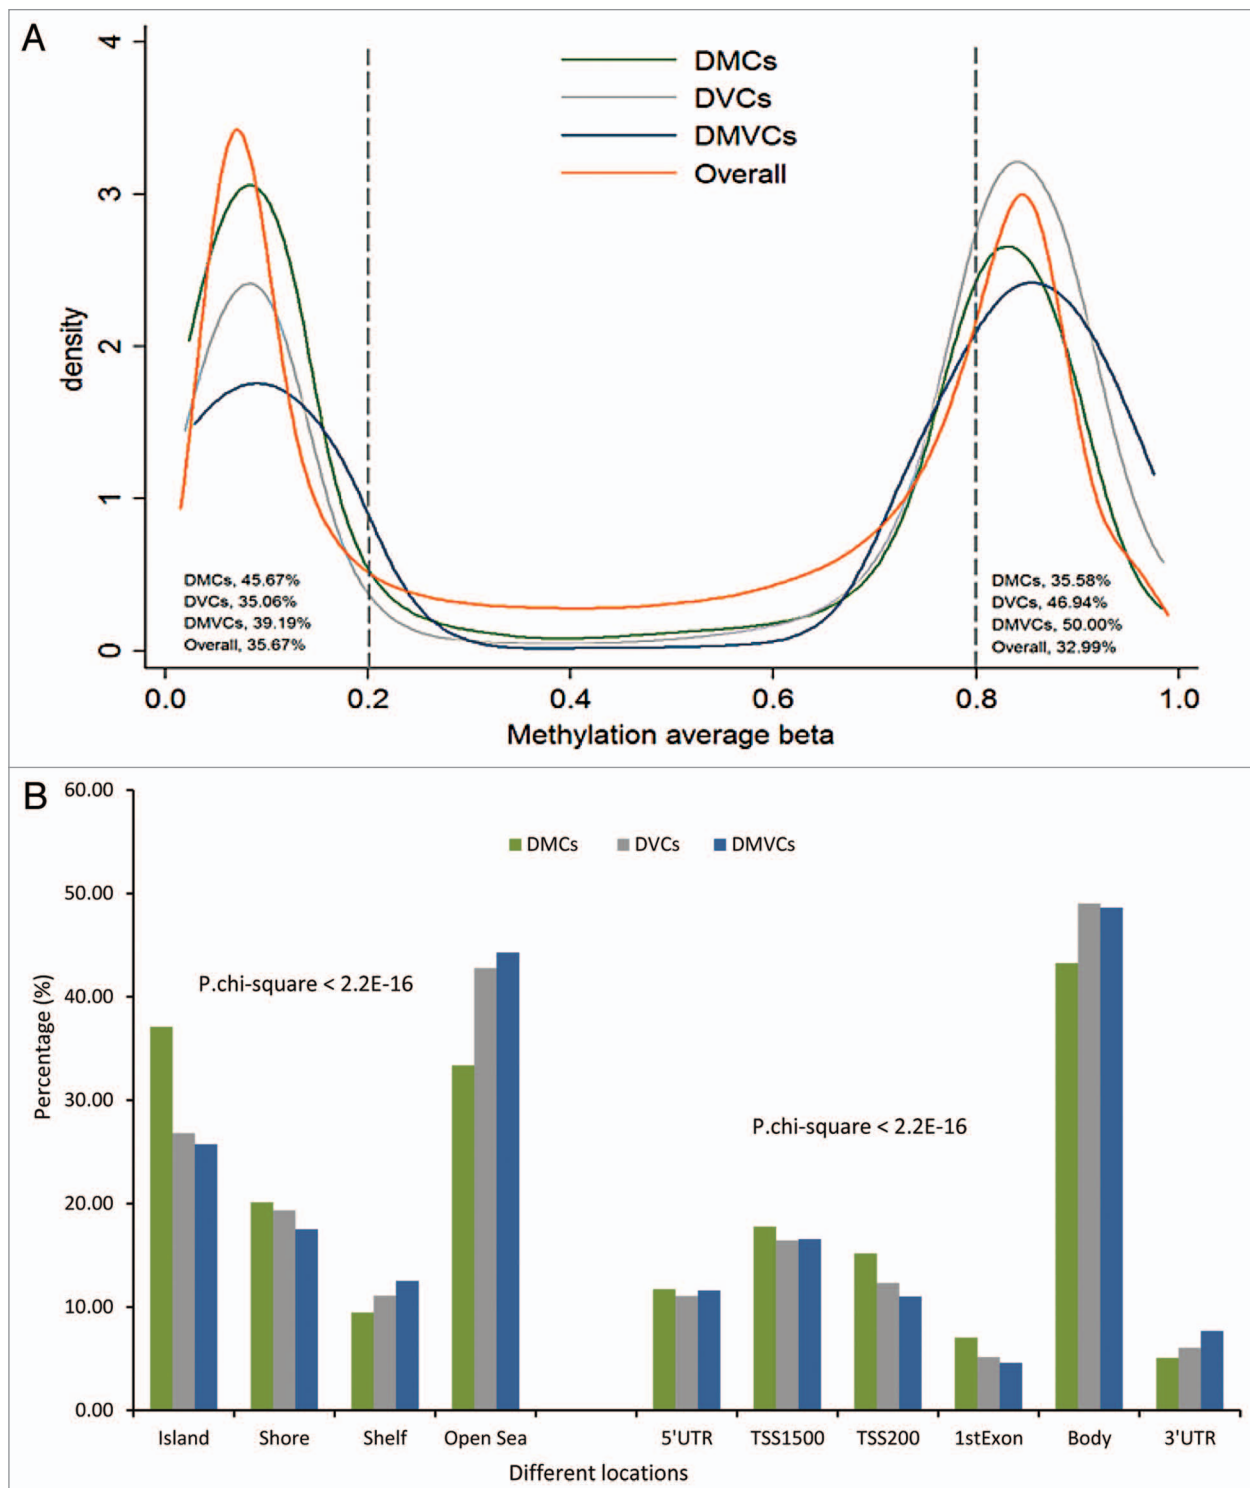 A
4
3
2
1
0
density
DMCs
DVCs
DMVCs
Overall
DMCs, 45.67%
DVCs, 35.06%
DMVCs, 39.19%
Overall, 35.67%
DMCs, 35.58%
DVCs, 46.94%
DMVCs, 50.00%
Overall, 32.99%
0.0 0.2 0.4 0.6 0.8 1.0
Methylation average beta
B
60.00
50.00
40.00
30.00
20.00
10.00
0.00
Percentage (%)
DMCs DVCs DMVCs
P.chi-square < 2.2E-16
P.chi-square < 2.2E-16
Island Shore Shelf Open Sea 5'UTR TSS1500 TSS200 1stExon Body 3'UTR
Different locations